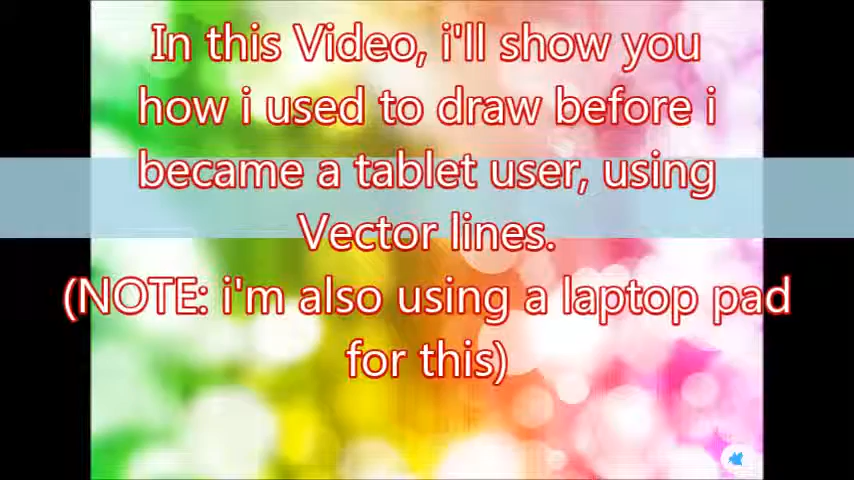 In this Video, i'll show you
how i used to draw before i
became a tablet user, using
Vector lines.
(NOTE: i'm also using a laptop pad
for this)